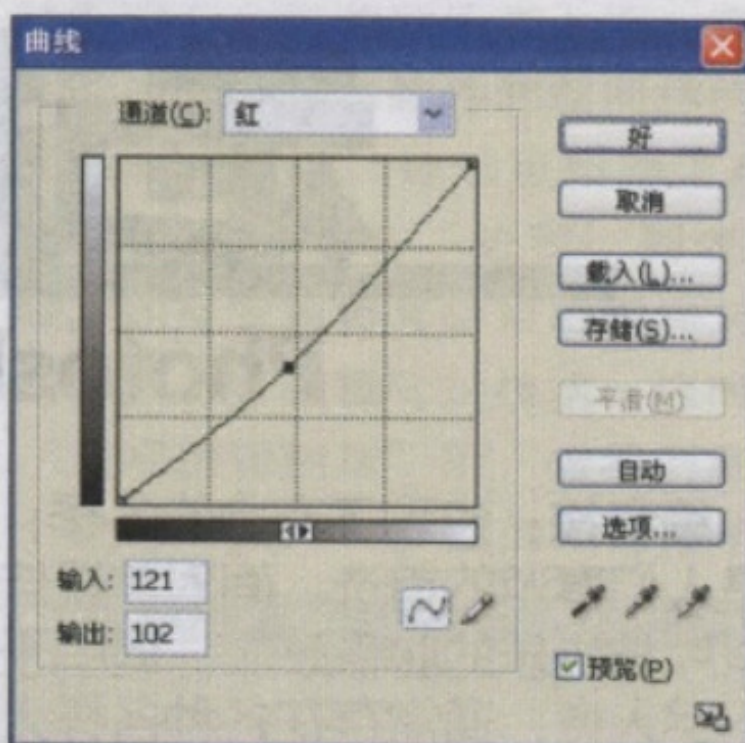 曲线
通道(C): 红
好
取消
载入(L)...
存储(S)...
平滑(M)
自动
选项...
输入: 121
输出: 102
预览(P)